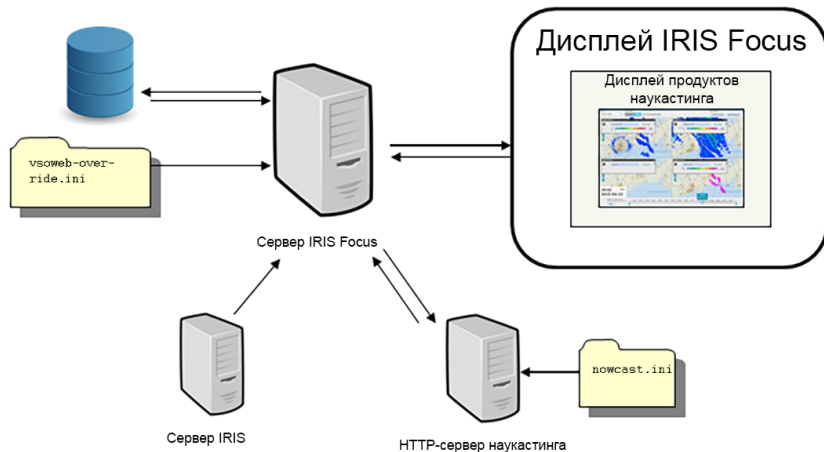 Дисплей IRIS Focus
Дисплей продуктов
наукастинга
vsoweb-over-
ride.ini
Сервер IRIS Focus
nowcast.ini
Сервер IRIS
HTTP-сервер наукастинга